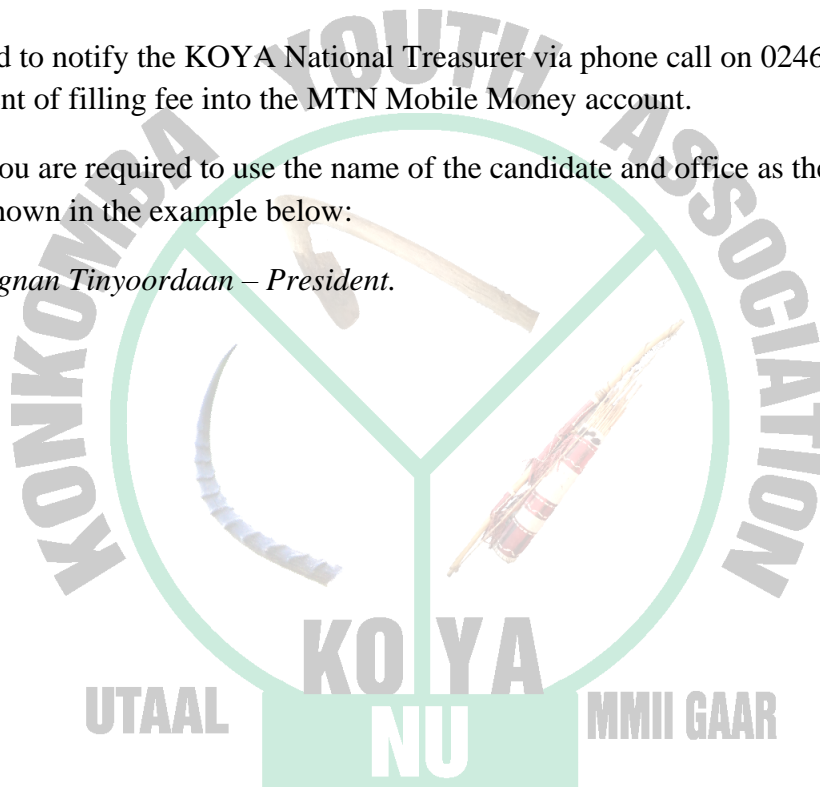 d to notify the KOYA National Treasurer via phone call on 0246
nt of filling fee into the MTN Mobile Money account.
ou are required to use the name of the candidate and office as the
hown in the example below:
gnan Tinyoordaan – President.
KONKOMBA YOUTH ASSOCIATION
KO YA
UTAAL
NU
MMII GAAR